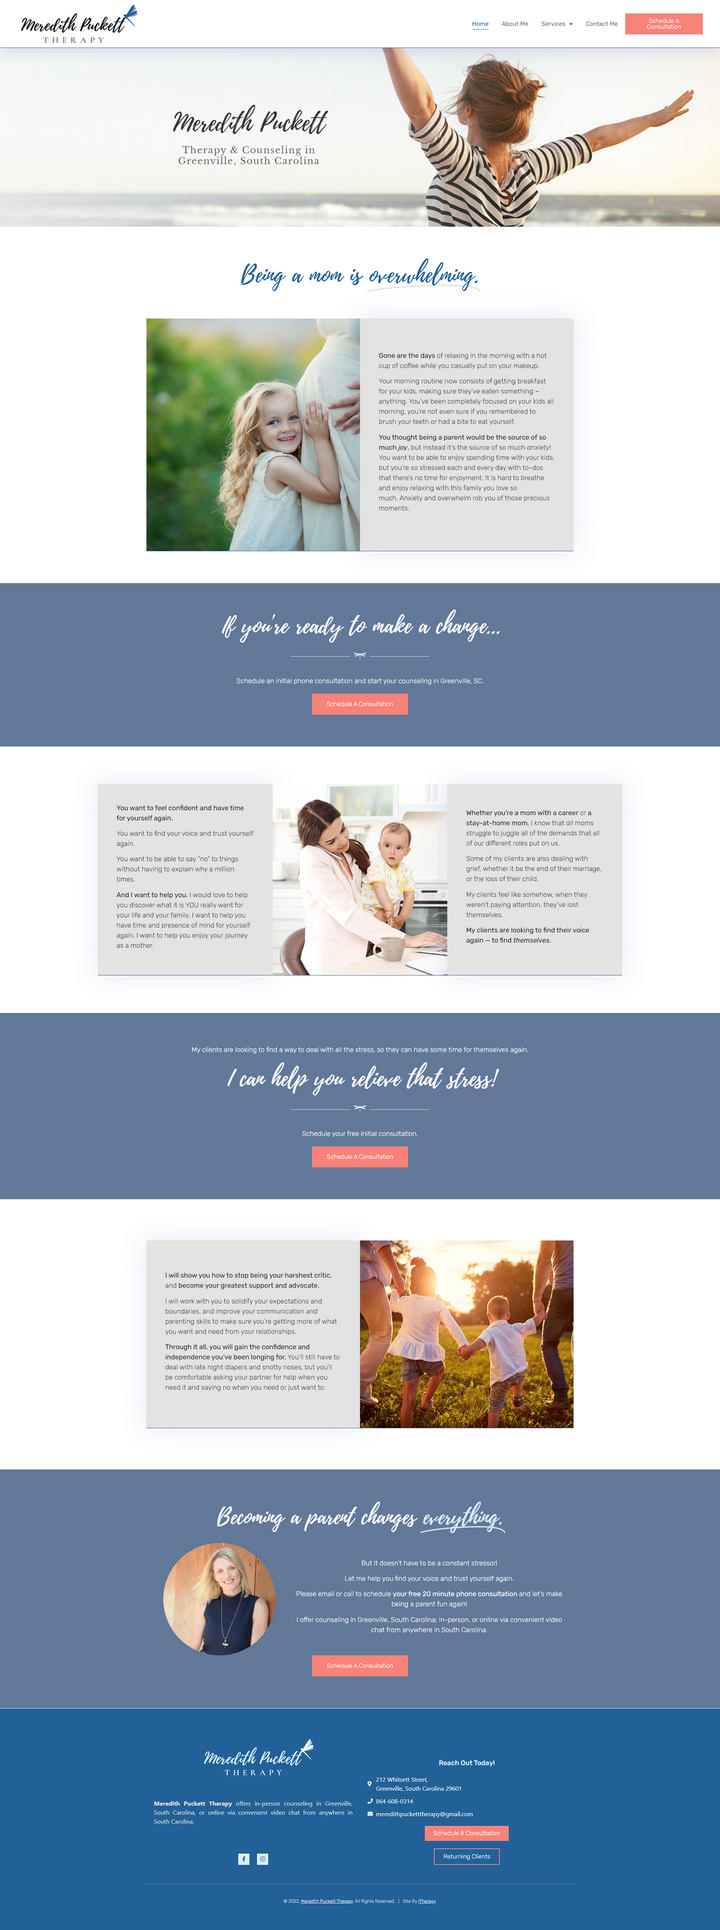 Meredith Puckett
THERAPY
Home
About Me
Services
Contact Me
Schedule A
Consultation
Meredith Puckett
Therapy & Counseling in
Greenville, South Carolina
Being a mom is overwhelming.
Gone are the days of relaxing in the morning with a hot
cup of coffee while you casually put on your makeup.
Your morning routine now consists of getting breakfast
for your kids, making sure they've eaten something –
anything. You've been completely focused on your kids all
morning, you're not even sure if you remembered to
brush your teeth or had a bite to eat yourself.
You thought being a parent would be the source of so
much joy, but instead it's the source of so much anxiety!
You want to be able to enjoy spending time with your kids,
but you're so stressed each and every day with to-dos
that there's no time for enjoyment. It is hard to breathe
and enjoy relaxing with this family you love so
much. Anxiety and overwhelm rob you of those precious
moments.
If you're ready to make a change...
Schedule an initial phone consultation and start your counseling in Greenville, SC.
Schedule A Consultation
You want to feel confident and have time
for yourself again.
You want to find your voice and trust yourself
again.
You want to be able to say "no" to things
without having to explain why a million
times.
And I want to help you. I would love to help
you discover what it is YOU really want for
your life and your family. I want to help you
have time and presence of mind for yourself
again. I want to help you enjoy your journey
as a mother.
Whether you're a mom with a career or a
stay-at-home mom, I know that all moms
struggle to juggle all of the demands that all
of our different roles put on us.
Some of my clients are also dealing with
grief, whether it be the end of their marriage,
or the loss of their child.
My clients feel like somehow, when they
weren't paying attention, they've lost
themselves.
My clients are looking to find their voice
again — to find themselves.
My clients are looking to find a way to deal with all the stress, so they can have some time for themselves again.
I can help you relieve that stress!
Schedule your free initial consultation.
Schedule A Consultation
I will show you how to stop being your harshest critic,
and become your greatest support and advocate.
I will work with you to solidify your expectations and
boundaries, and improve your communication and
parenting skills to make sure you're getting more of what
you want and need from your relationships.
Through it all, you will gain the confidence and
independence you've been longing for. You'll still have to
deal with late night diapers and snotty noses, but you'll
be comfortable asking your partner for help when you
need it and saying no when you need or just want to.
Becoming a parent changes everything.
But it doesn't have to be a constant stressor!
Let me help you find your voice and trust yourself again.
Please email or call to schedule your free 20 minute phone consultation and let's make
being a parent fun again!
I offer counseling in Greenville, South Carolina; in-person, or online via convenient video
chat from anywhere in South Carolina.
Schedule A Consultation
Meredith Puckett
THERAPY
Meredith Puckett Therapy offers in-person counseling in Greenville,
South Carolina, or online via convenient video chat from anywhere in
South Carolina.
Reach Out Today!
212 Whitsett Street,
Greenville, South Carolina 29601
864-608-0314
meredithpucketttherapy@gmail.com
Schedule A Consultation
Returning Clients
© 2022, Meredith Puckett Therapy. All Rights Reserved. | Site By iTherapy.